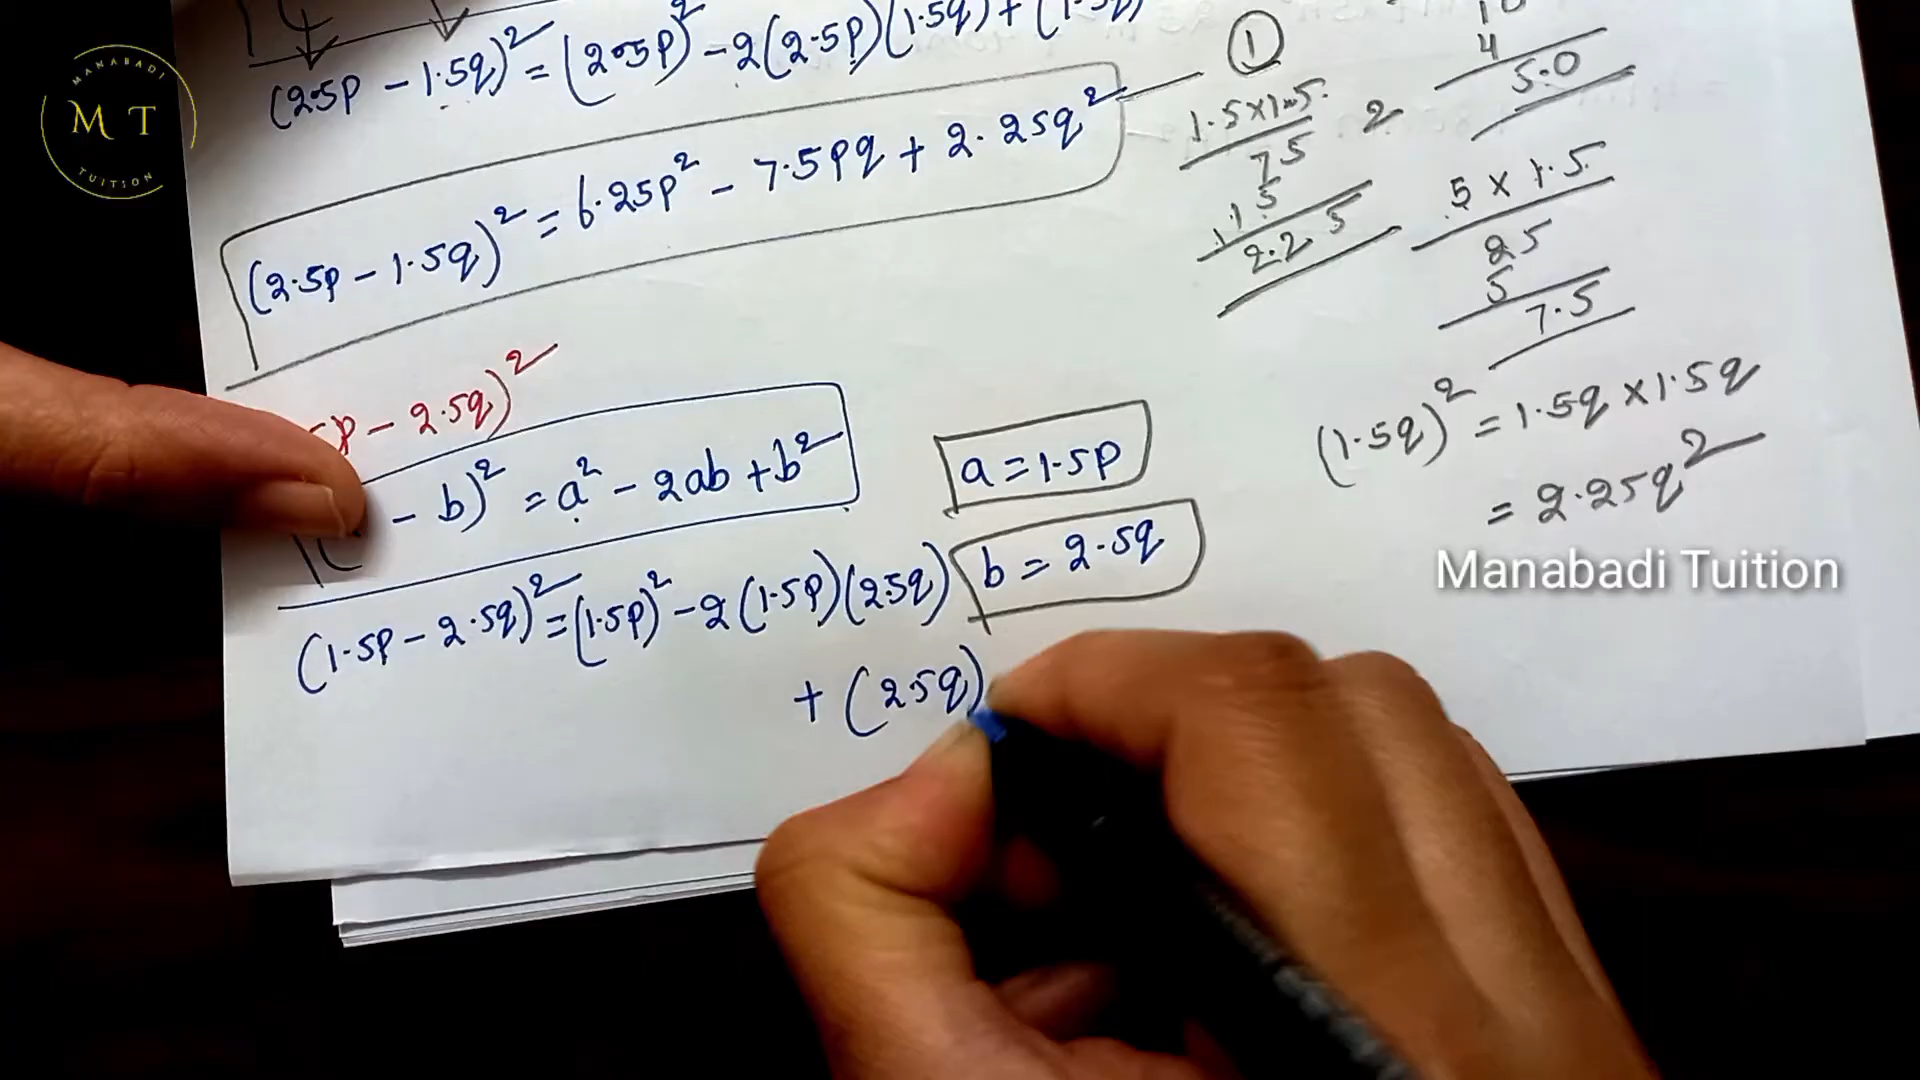 (2.5p - 1.5q)² = (2.5p)² - 2(2.5p)(1.5q) + (1.5q)
①
(2.5p - 1.5q)² = 6.25p² - 7.5pq + 2.25q²
MANABADI
M T
TUITION
5p - 2.5q)²
- b)² = a² - 2ab + b²
a = 1.5p
b = 2.5q
(1.5p - 2.5q)² = (1.5p)² - 2(1.5p)(2.5q)
+ (2.5q)
10
4
5.0
1.5x1.5
75
15
2.25
2
5 x 1.5
25
5
7.5
(1.5q)² = 1.5q x 1.5q
= 2.25q²
Manabadi Tuition